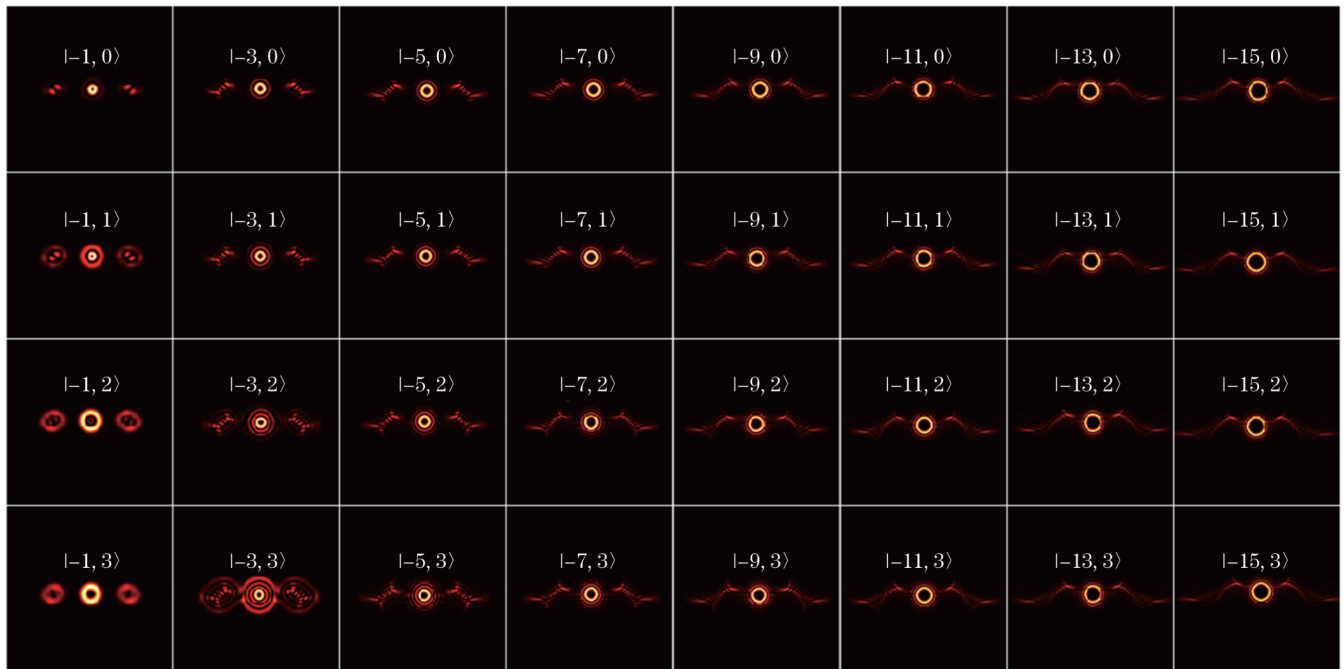 |−1, 0⟩ |−3, 0⟩ |−5, 0⟩ |−7, 0⟩ |−9, 0⟩ |−11, 0⟩ |−13, 0⟩ |−15, 0⟩
|−1, 1⟩ |−3, 1⟩ |−5, 1⟩ |−7, 1⟩ |−9, 1⟩ |−11, 1⟩ |−13, 1⟩ |−15, 1⟩
|−1, 2⟩ |−3, 2⟩ |−5, 2⟩ |−7, 2⟩ |−9, 2⟩ |−11, 2⟩ |−13, 2⟩ |−15, 2⟩
|−1, 3⟩ |−3, 3⟩ |−5, 3⟩ |−7, 3⟩ |−9, 3⟩ |−11, 3⟩ |−13, 3⟩ |−15, 3⟩